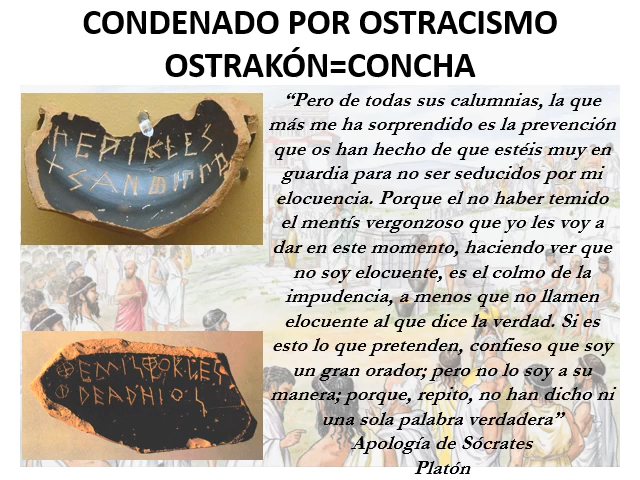 CONDENADO POR OSTRACISMO
OSTRAKÓN=CONCHA
“Pero de todas sus calumnias, la que
más me ha sorprendido es la prevención
que os han hecho de que estéis muy en
guardia para no ser seducidos por mi
elocuencia. Porque el no haber temido
el mentís vergonzoso que yo les voy a
dar en este momento, haciendo ver que
no soy elocuente, es el colmo de la
impudencia, a menos que no llamen
elocuente al que dice la verdad. Si es
esto lo que pretenden, confieso que soy
un gran orador; pero no lo soy a su
manera; porque, repito, no han dicho ni
una sola palabra verdadera”
Apología de Sócrates
Platón